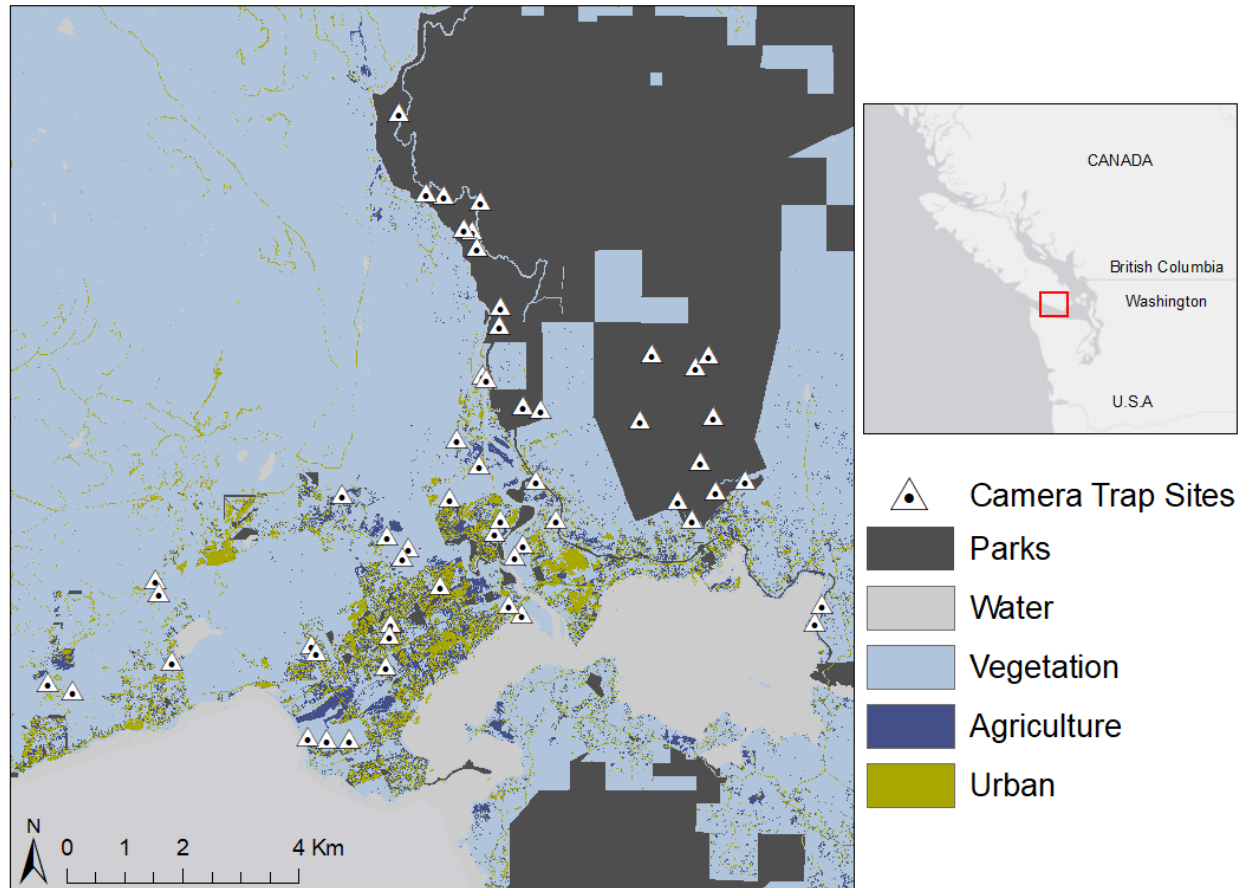 CANADA
British Columbia
Washington
U.S.A
Camera Trap Sites
Parks
Water
Vegetation
Agriculture
Urban
N
0 1 2 4 Km